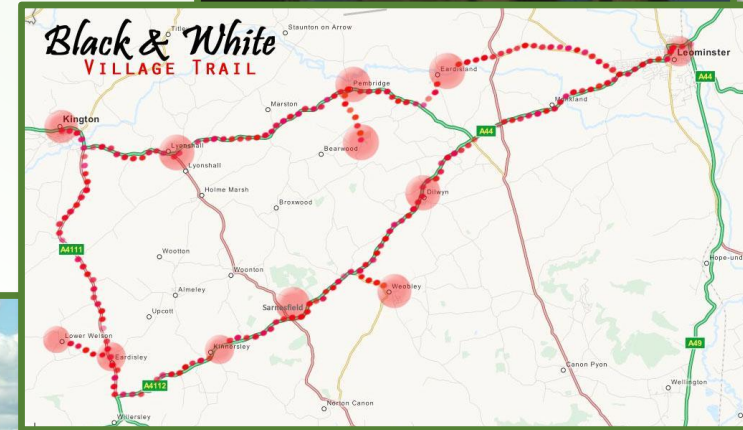 Black & White
VILLAGE TRAIL
Staunton on Arrow
Leominster
Eardisland
A44
Pembridge
Monkland
Marston
Kington
A44
Lyonshall
Bearwood
Lyonshall
Holme Marsh
Dilwyn
Broxwood
A4111
Wootton
Hope-und
Woonton
Weobley
Almeley
Sarnesfield
Upcott
Lower Welson
A49
Kinnersley
Eardisley
Canon Pyon
A4112
Wellington
Norton Canon
Willersley